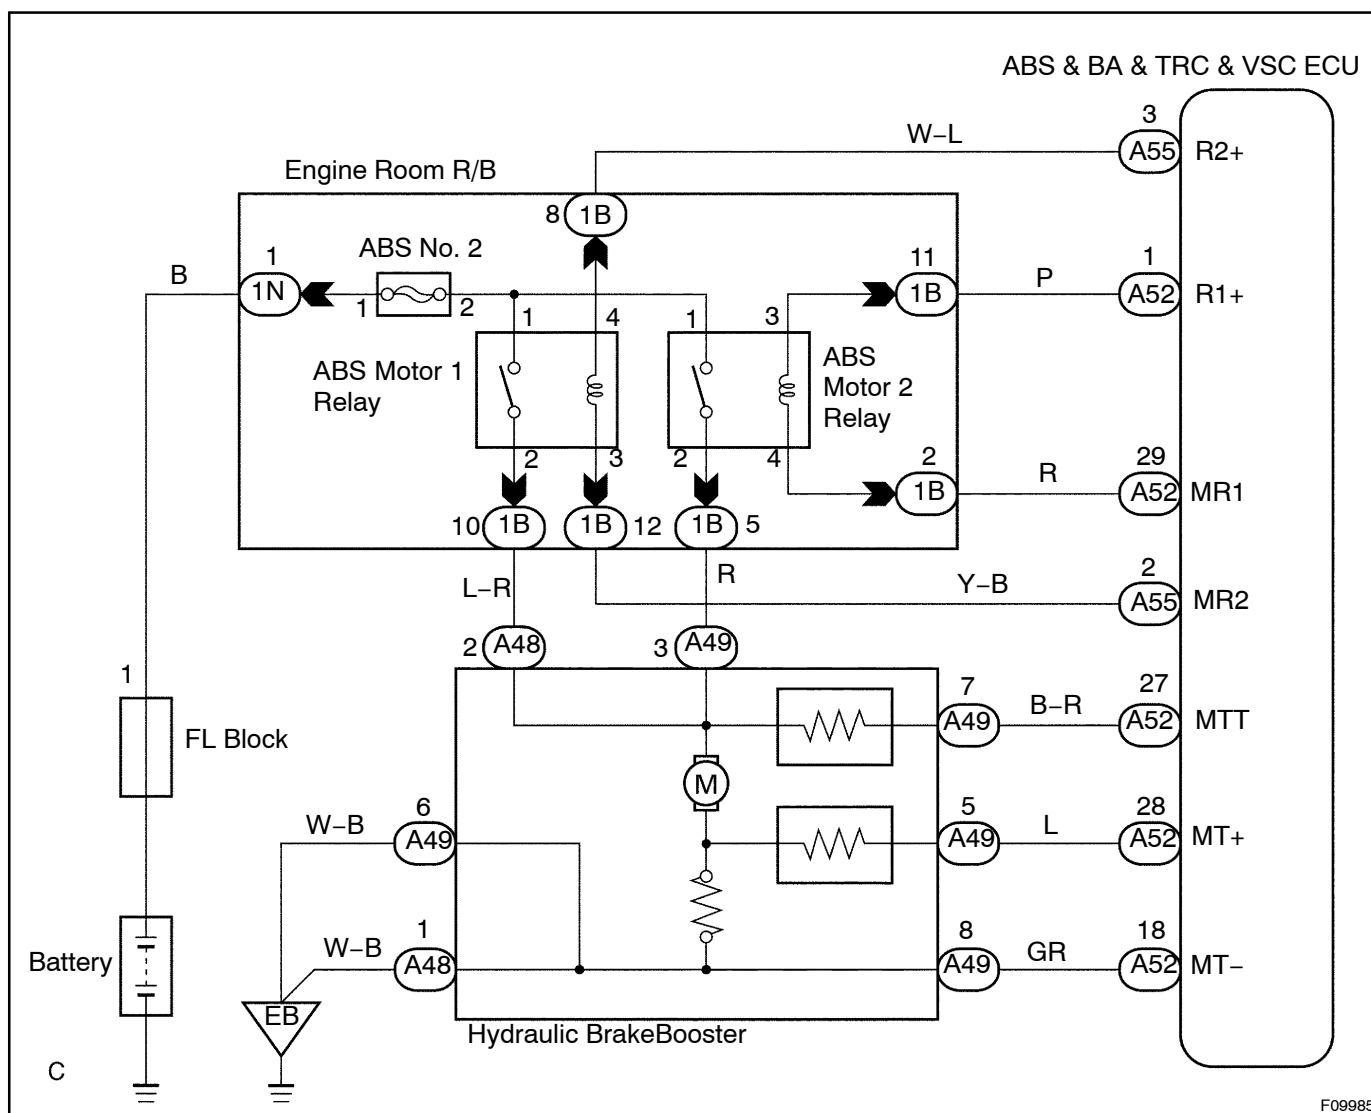 ABS & BA & TRC & VSC ECU
3
W−L
A55
R2+
Engine Room R/B
8
1B
ABS No. 2
1
11
1
B
P
1N
1B
A52
R1+
1
2
1
4
1
3
ABS Motor 1
Relay
ABS
Motor 2
Relay
2
3
2
4
2
29
R
1B
A52
MR1
10
1B
1B
12
1B
5
L−R
R
2
Y−B
A55
MR2
2
A48
3
A49
1
7
27
B−R
A49
A52
MTT
FL Block
M
6
5
28
W−B
L
A49
A49
A52
MT+
1
8
18
W−B
GR
Battery
A48
A49
A52
MT−
EB
Hydraulic BrakeBooster
C
F09985